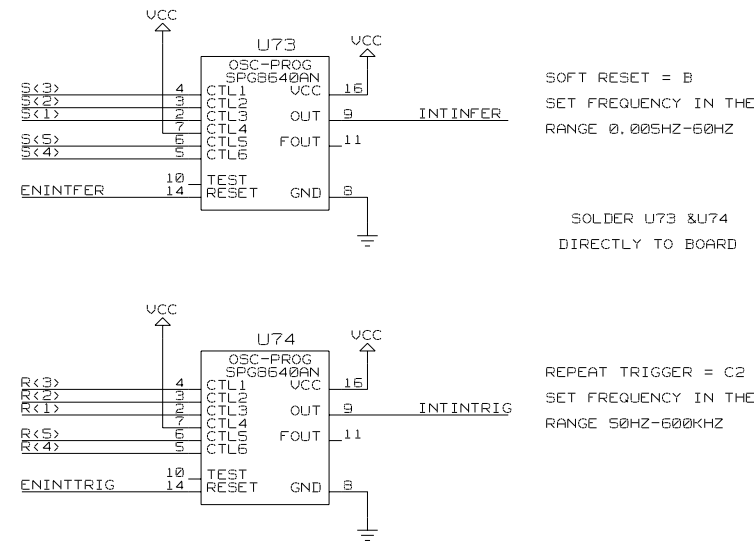 VCC
U73
VCC
OSC-PROG
SPG8640AN
S<3> 4 CTL1 VCC 16
S<2> 3 CTL2
S<1> 2 CTL3 OUT 9 INTINFER
7 CTL4
S<5> 6 CTL5 FOUT 11
S<4> 5 CTL6
10 TEST
ENINTFER 14 RESET GND 8
SOFT RESET = B
SET FREQUENCY IN THE
RANGE 0.005HZ-60HZ
SOLDER U73 &U74
DIRECTLY TO BOARD
VCC
U74
VCC
OSC-PROG
SPG8640AN
R<3> 4 CTL1 VCC 16
R<2> 3 CTL2
R<1> 2 CTL3 OUT 9 INTINTRIG
7 CTL4
R<5> 6 CTL5 FOUT 11
R<4> 5 CTL6
10 TEST
ENINTTRIG 14 RESET GND 8
REPEAT TRIGGER = C2
SET FREQUENCY IN THE
RANGE 50HZ-600KHZ